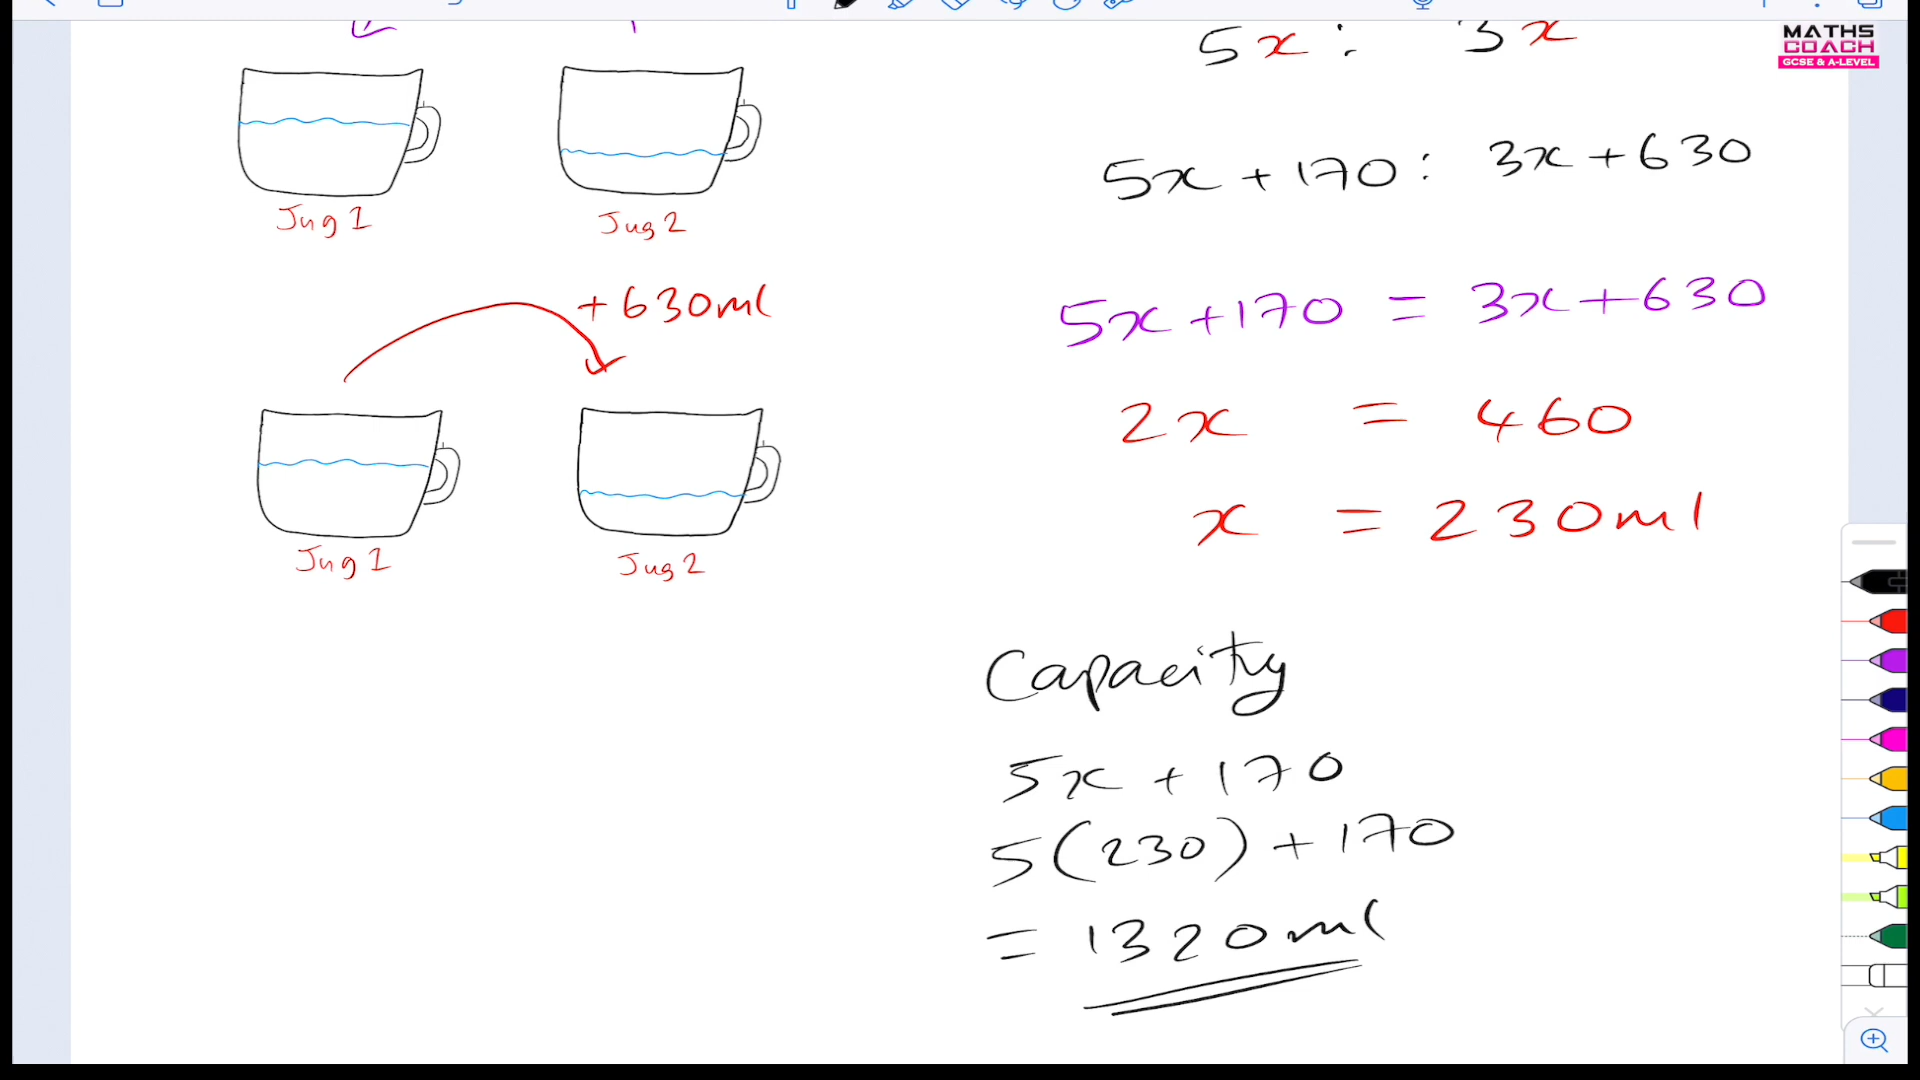 5x : 3x
MATHS
COACH
GCSE & A-LEVEL
5x + 170 : 3x + 630
Jug 1
Jug 2
+ 630ml
5x + 170 = 3x + 630
2x = 460
x = 230ml
Jug 1
Jug 2
Capacity
5x + 170
5(230) + 170
= 1320ml